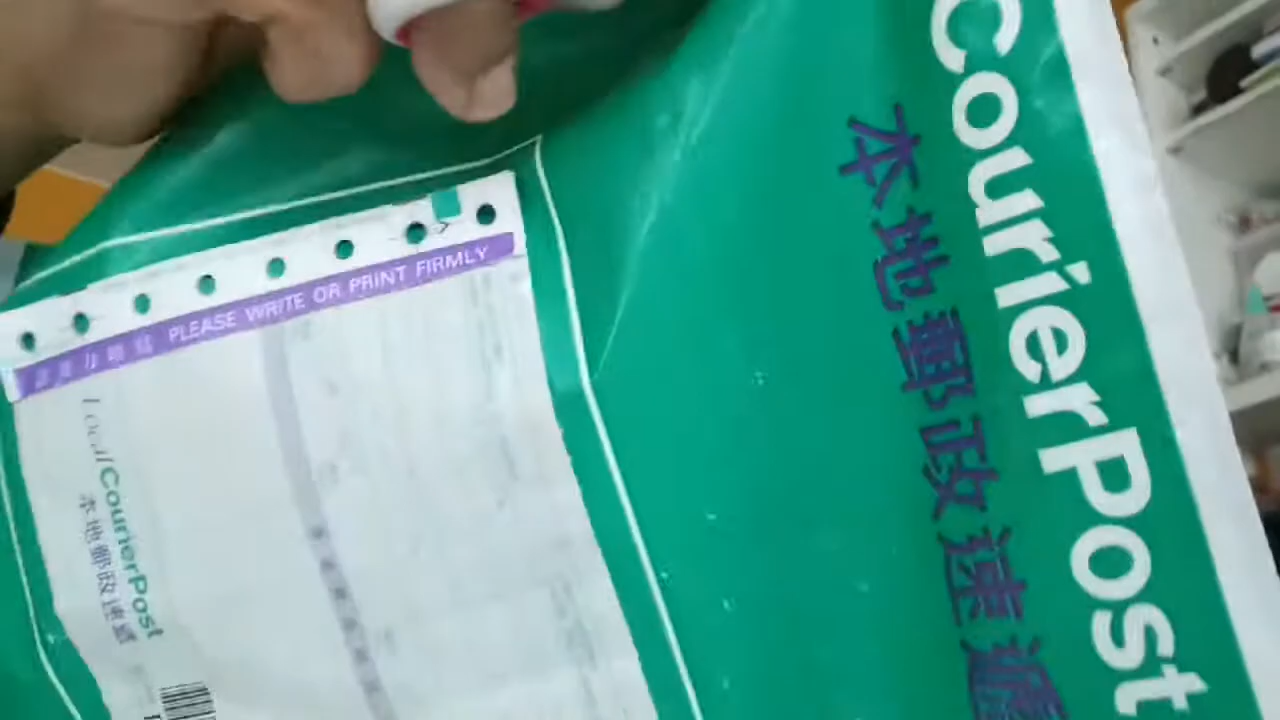 CourierPost
本地郵政速遞
PLEASE WRITE OR PRINT FIRMLY
Local CourierPost
本地郵政速遞